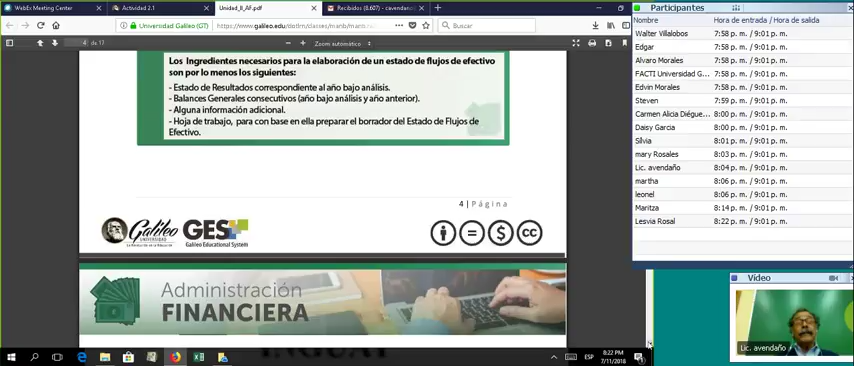 WebEx Meeting Center
Actividad 2.1
Unidad_II_AF.pdf
Recibidos (8.607) - cavendano
Universidad Galileo (GT)
https://www.galileo.edu/dotlrn/classes/manb/manb
Buscar
4 de 17
Zoom automático
Los Ingredientes necesarios para la elaboración de un estado de flujos de efectivo
son por lo menos los siguientes:
- Estado de Resultados correspondiente al año bajo análisis.
- Balances Generales consecutivos (año bajo análisis y año anterior).
- Alguna información adicional.
- Hoja de trabajo, para con base en ella preparar el borrador del Estado de Flujos de
Efectivo.
4 | Página
Galileo
UNIVERSIDAD
GES
Galileo Educational System
cc
Administración
FINANCIERA
ESP
8:22 PM
7/11/2018
Participantes
Nombre Hora de entrada / Hora de salida
Walter Villalobos 7:58 p. m. / 9:01 p. m.
Edgar 7:58 p. m. / 9:01 p. m.
Alvaro Morales 7:58 p. m. / 9:01 p. m.
FACTI Universidad G... 7:58 p. m. / 9:01 p. m.
Edvin Morales 7:58 p. m. / 9:01 p. m.
Steven 7:59 p. m. / 9:01 p. m.
Carmen Alicia Diégue... 8:00 p. m. / 9:01 p. m.
Daisy Garcia 8:00 p. m. / 9:01 p. m.
Silvia 8:01 p. m. / 9:01 p. m.
mary Rosales 8:03 p. m. / 9:01 p. m.
Lic. avendaño 8:04 p. m. / 9:01 p. m.
martha 8:06 p. m. / 9:01 p. m.
leonel 8:06 p. m. / 9:01 p. m.
Maritza 8:14 p. m. / 9:01 p. m.
Lesvia Rosal 8:22 p. m. / 9:01 p. m.
Vídeo
Lic. avendaño